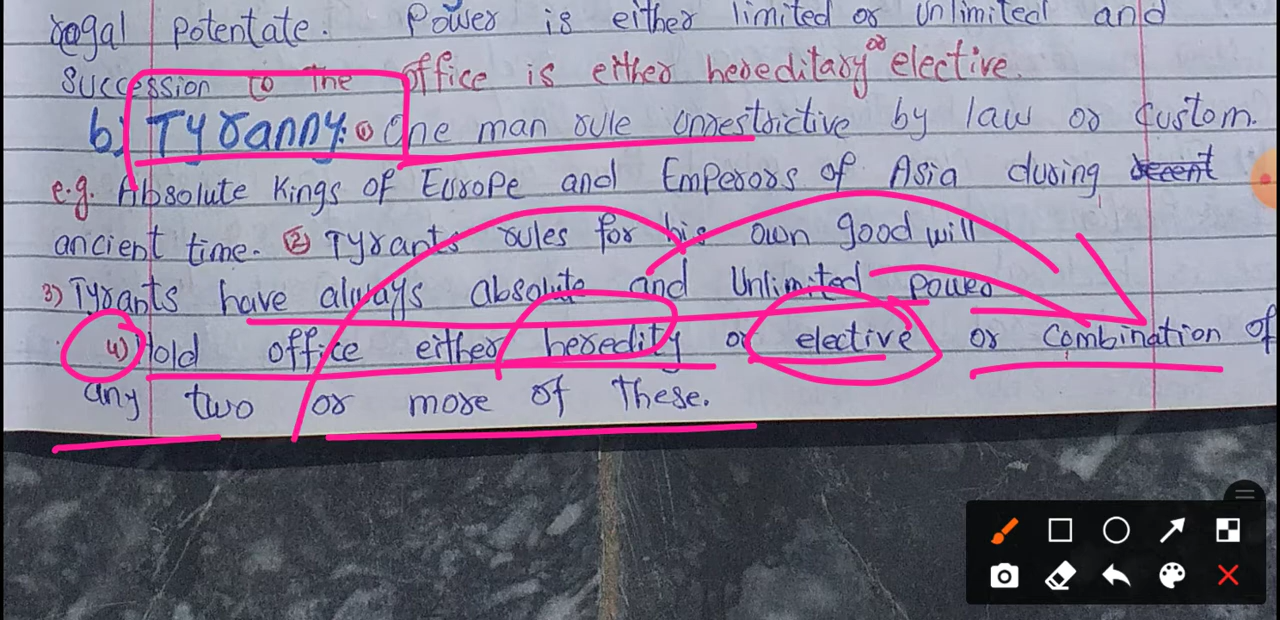 regal potentate. Power is either limited or unlimited and
Succession to the office is either hereditary or elective.
b) Tyranny: 1) One man rule unrestrictive by law or custom.
e.g. Absolute Kings of Europe and Emperors of Asia during recent
ancient time. 2) Tyrants rules for his own good will
3) Tyrants have always absolute and Unlimited power
4) Hold office either heredity or elective or Combination of
any two or more of These.